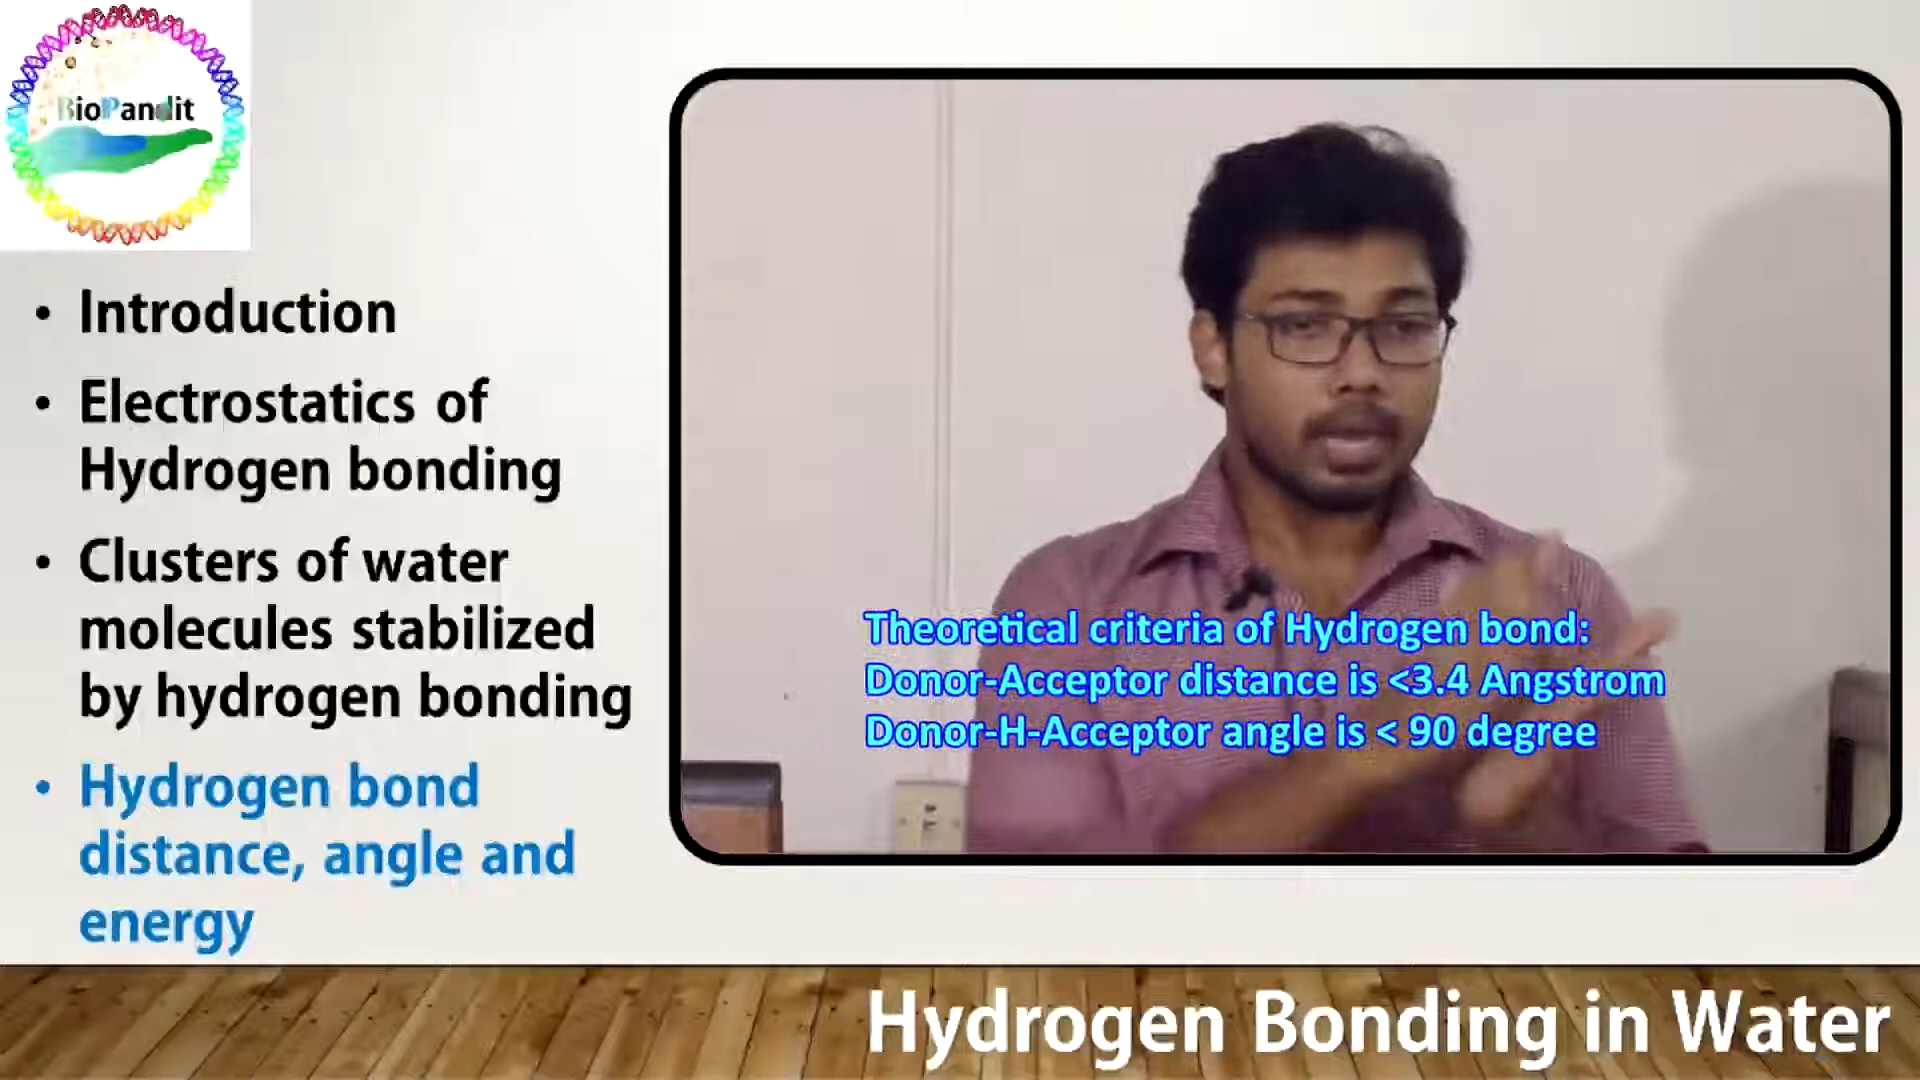 BioPandit
• Introduction
• Electrostatics of
Hydrogen bonding
• Clusters of water
molecules stabilized
by hydrogen bonding
• Hydrogen bond
distance, angle and
energy
Theoretical criteria of Hydrogen bond:
Donor-Acceptor distance is <3.4 Angstrom
Donor-H-Acceptor angle is < 90 degree
Hydrogen Bonding in Water